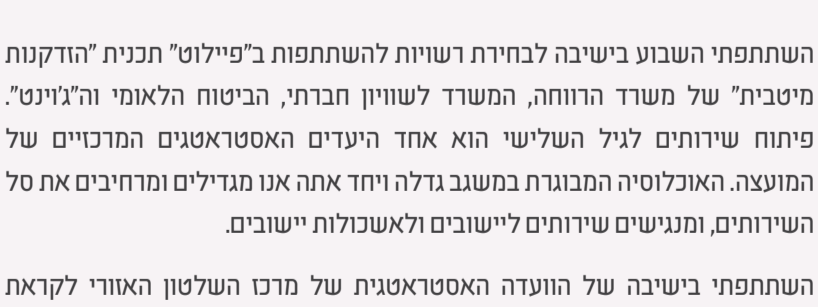 השתתפתי השבוע בישיבה לבחירת רשויות להשתתפות ב"פיילוט" תכנית "הזדקנות
מיטבית" של משרד הרווחה, המשרד לשוויון חברתי, הביטוח הלאומי וה"ג'וינט".
פיתוח שירותים לגיל השלישי הוא אחד היעדים האסטראטגים המרכזיים של
המועצה. האוכלוסיה המבוגרת במשגב גדלה ויחד אתה אנו מגדילים ומרחיבים את סל
השירותים, ומנגישים שירותים ליישובים ולאשכולות יישובים.
השתתפתי בישיבה של הוועדה האסטראטגית של מרכז השלטון האזורי לקראת